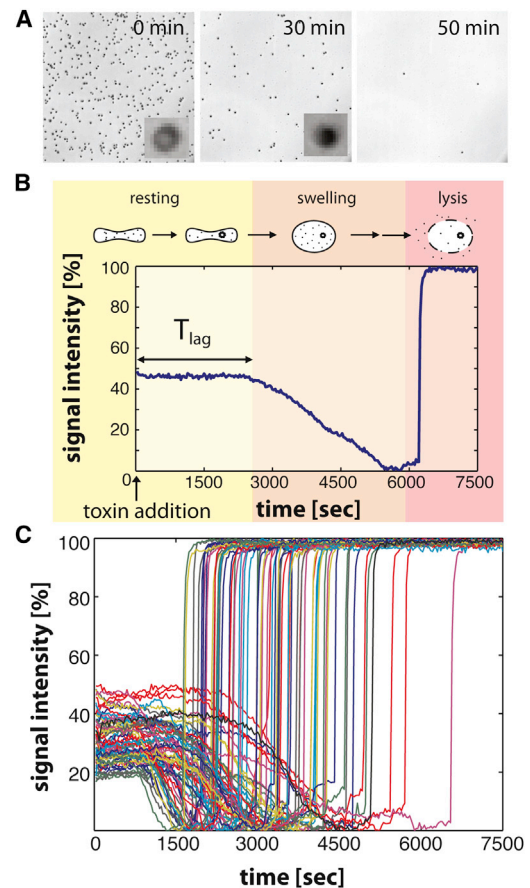 A
0 min
30 min
50 min
B
resting
swelling
lysis
signal intensity [%]
100
80
60
40
20
0
T lag
0
1500
3000
4500
6000
7500
toxin addition
time [sec]
C
signal intensity [%]
100
80
60
40
20
0
1500
3000
4500
6000
7500
time [sec]